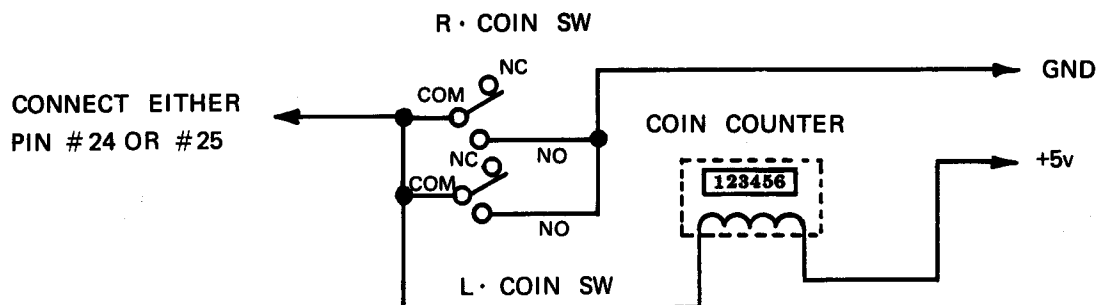 R · COIN SW
NC
COM
GND
CONNECT EITHER
PIN #24 OR #25
NO
COIN COUNTER
NC
COM
+5v
123456
NO
L · COIN SW